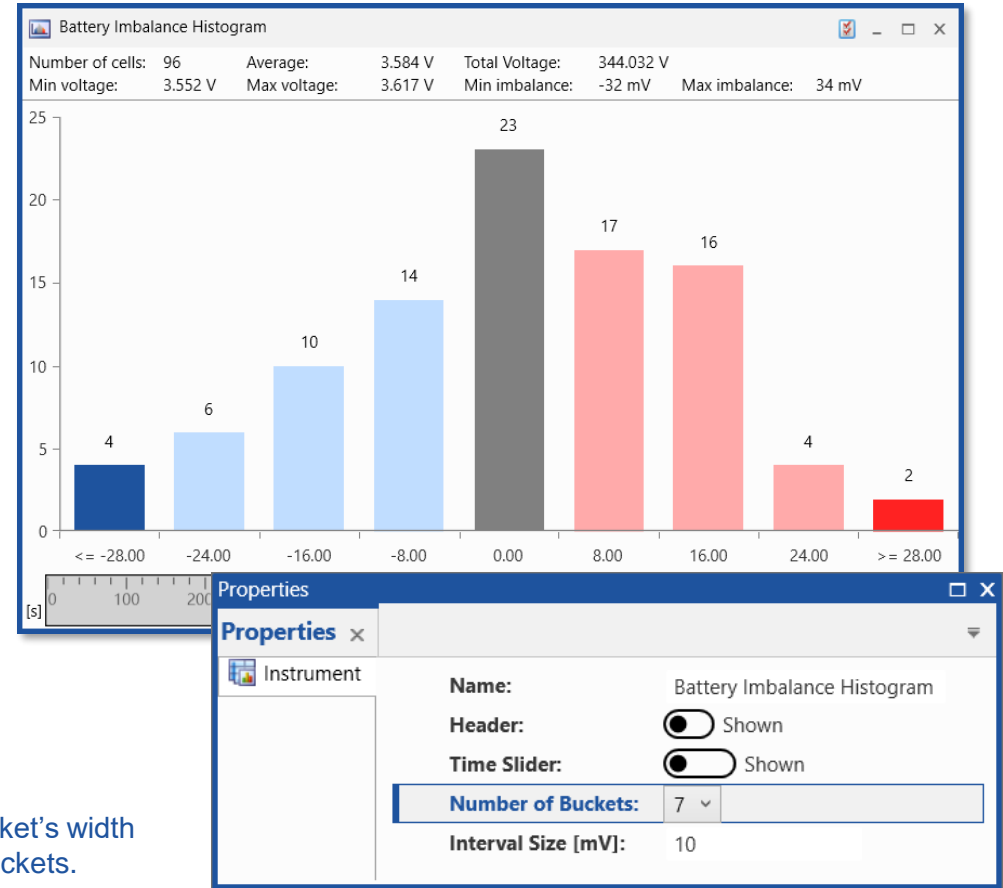 Battery Imbalance Histogram
Number of cells: 96 Average: 3.584 V Total Voltage: 344.032 V
Min voltage: 3.552 V Max voltage: 3.617 V Min imbalance: -32 mV Max imbalance: 34 mV
25
20
15
10
5
0
4
6
10
14
23
17
16
4
2
<= -28.00 -24.00 -16.00 -8.00 0.00 8.00 16.00 24.00 >= 28.00
[s] 0 100 200
Properties
Properties
Instrument
Name: Battery Imbalance Histogram
Header: Shown
Time Slider: Shown
Number of Buckets: 7
Interval Size [mV]: 10
ket's width
ckets.